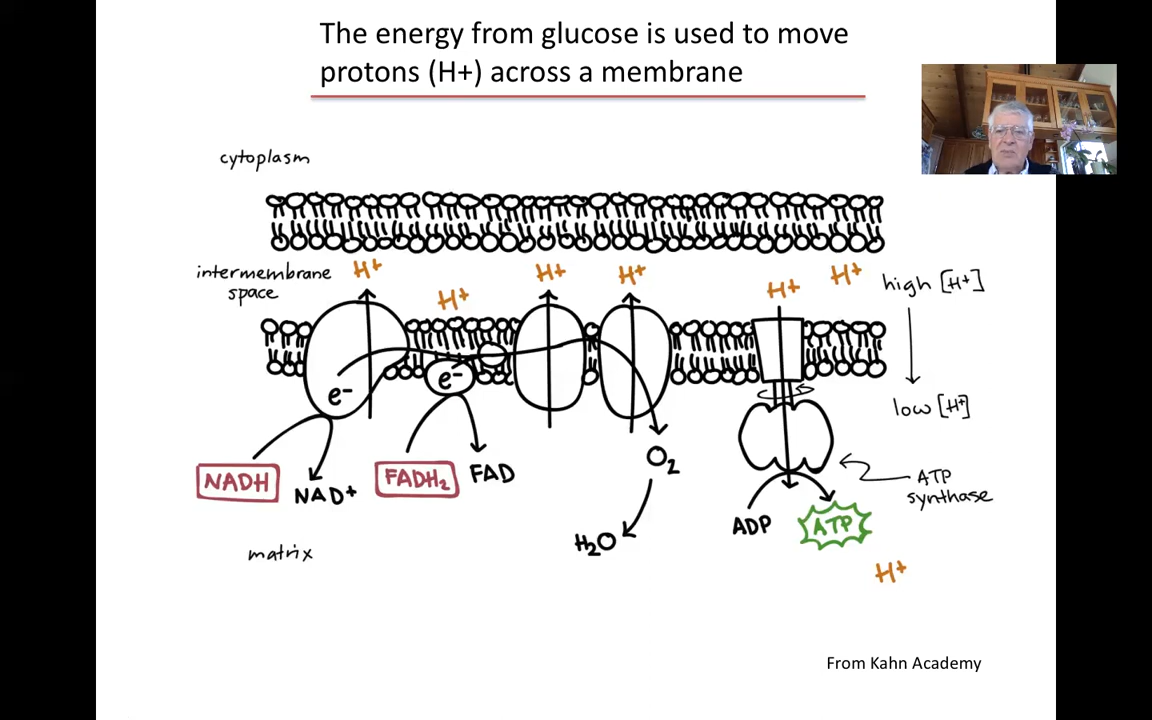 The energy from glucose is used to move
protons (H+) across a membrane
cytoplasm
intermembrane
space
H+
H+
H+
H+
H+
H+
high [H+]
low [H+]
e-
e-
NADH
NAD+
FADH₂
FAD
O₂
H₂O
ATP
synthase
ADP
ATP
matrix
H+
From Kahn Academy